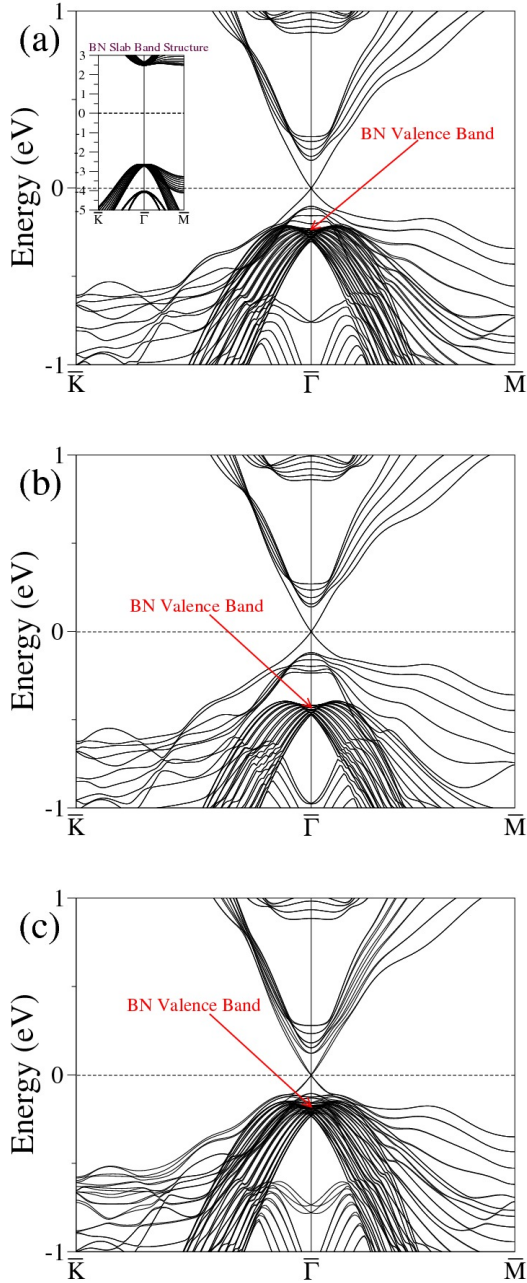 (a)
BN Slab Band Structure
3
2
1
0
-1
-2
-3
-4
-5
K̅
Γ̅
M̅
BN Valence Band
Energy (eV)
1
0
-1
K̅
Γ̅
M̅
(b)
BN Valence Band
Energy (eV)
1
0
-1
K̅
Γ̅
M̅
(c)
BN Valence Band
Energy (eV)
1
0
-1
K̅
Γ̅
M̅